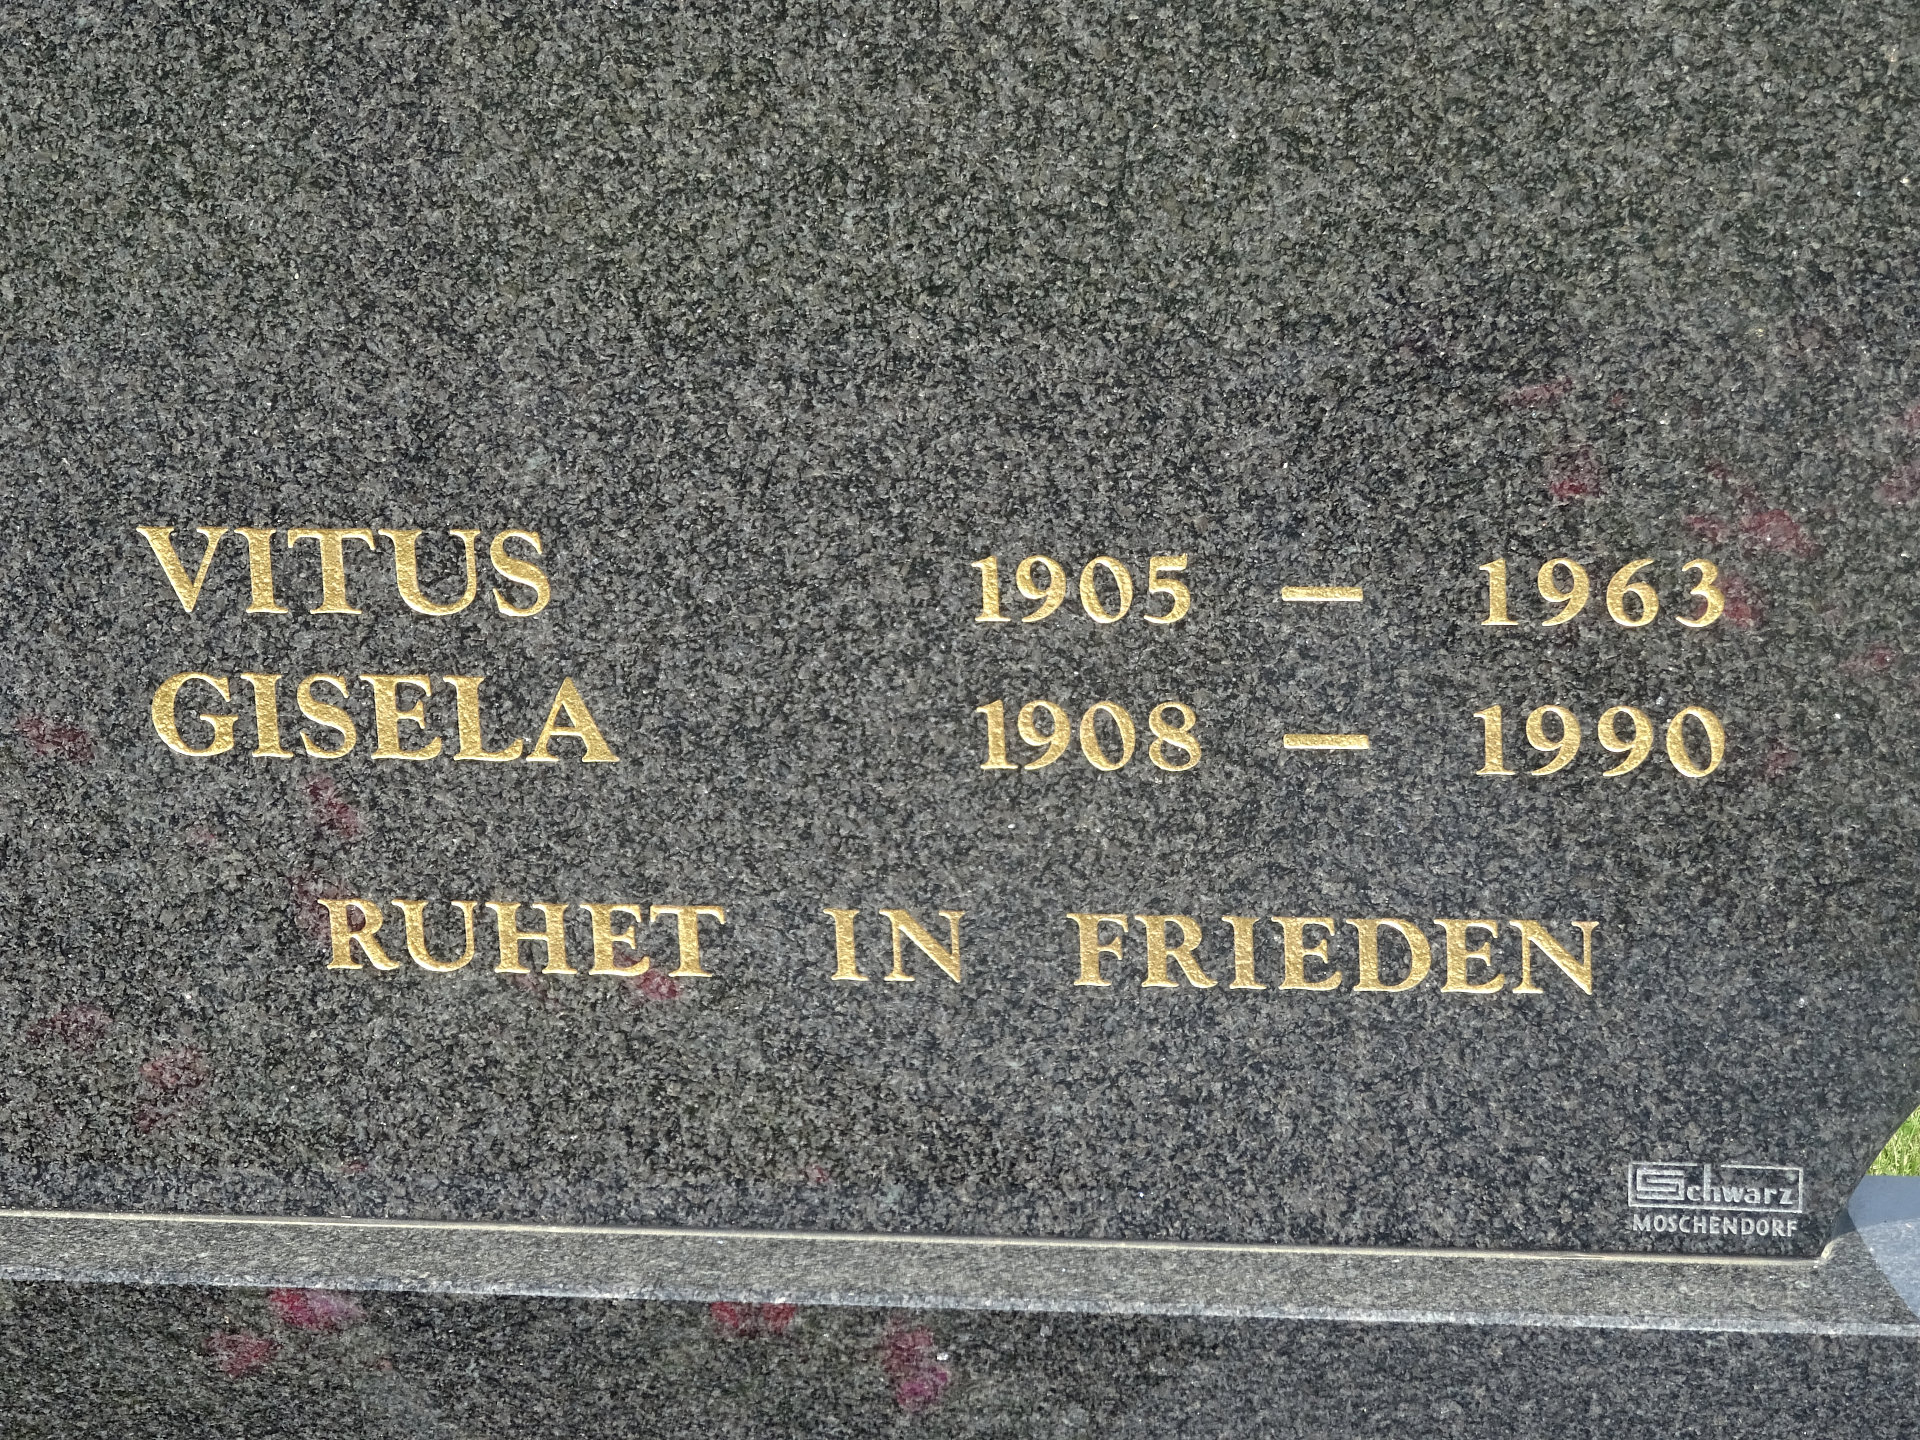 VITUS 1905 — 1963
GISELA 1908 — 1990
RUHET IN FRIEDEN
Schwarz
MOSCHENDORF